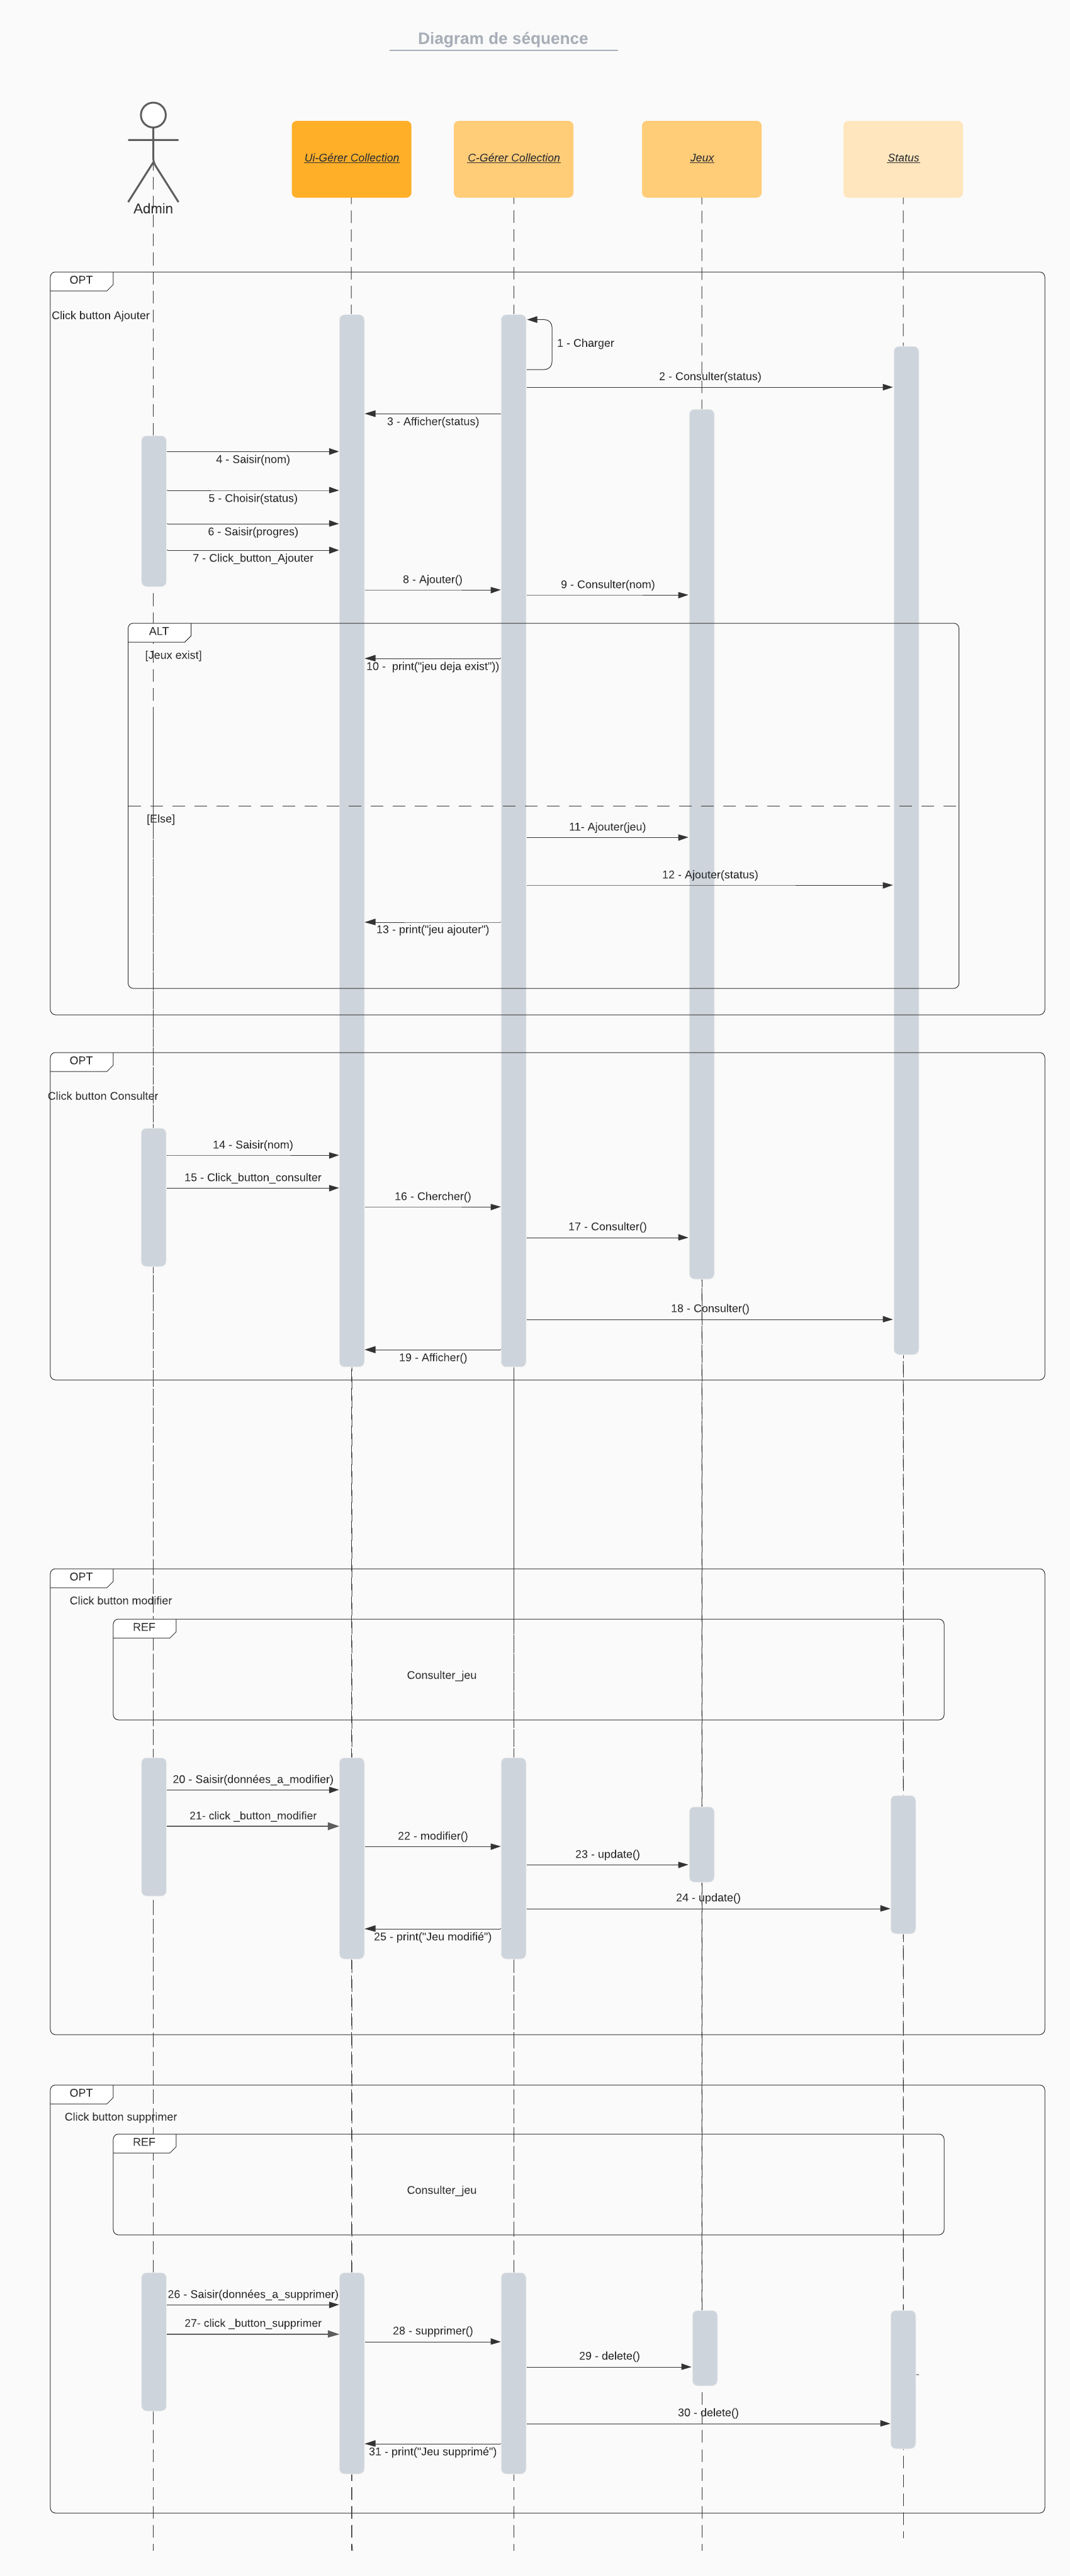 Diagram de séquence
Admin
Ui-Gérer Collection
C-Gérer Collection
Jeux
Status
OPT
Click button Ajouter
1 - Charger
2 - Consulter(status)
3 - Afficher(status)
4 - Saisir(nom)
5 - Choisir(status)
6 - Saisir(progres)
7 - Click_button_Ajouter
8 - Ajouter()
9 - Consulter(nom)
ALT
[Jeux exist]
10 -  print("jeu deja exist"))
[Else]
11- Ajouter(jeu)
12 - Ajouter(status)
13 - print("jeu ajouter")
OPT
Click button Consulter
14 - Saisir(nom)
15 - Click_button_consulter
16 - Chercher()
17 - Consulter()
18 - Consulter()
19 - Afficher()
OPT
Click button modifier
REF
Consulter_jeu
20 - Saisir(données_a_modifier)
21- click _button_modifier
22 - modifier()
23 - update()
24 - update()
25 - print("Jeu modifié")
OPT
Click button supprimer
REF
Consulter_jeu
26 - Saisir(données_a_supprimer)
27- click _button_supprimer
28 - supprimer()
29 - delete()
30 - delete()
31 - print("Jeu supprimé")